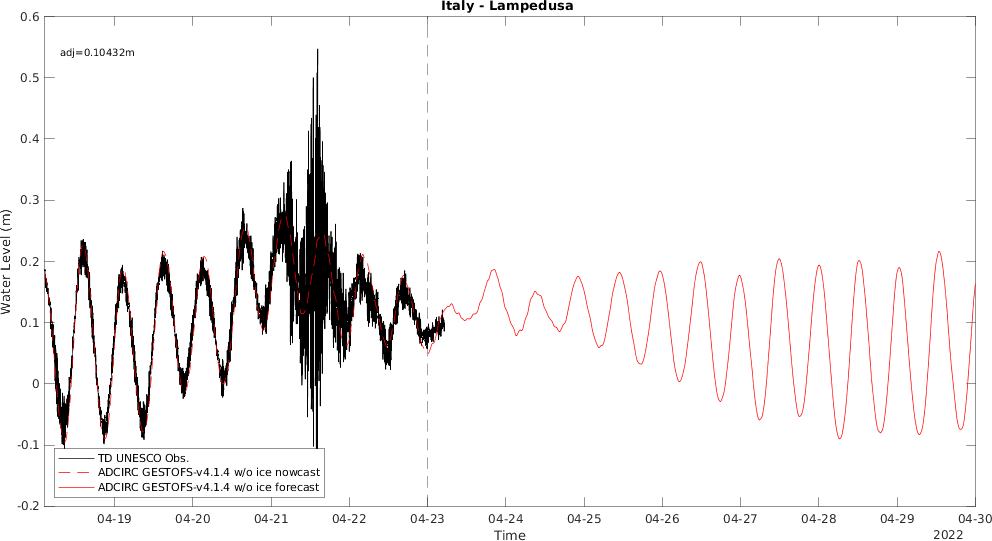 Italy - Lampedusa
0.6
0.5
0.4
0.3
0.2
0.1
0
-0.1
-0.2
Water Level (m)
adj=0.10432m
TD UNESCO Obs.
ADCIRC GESTOFS-v4.1.4 w/o ice nowcast
ADCIRC GESTOFS-v4.1.4 w/o ice forecast
04-19 04-20 04-21 04-22 04-23 04-24 04-25 04-26 04-27 04-28 04-29 04-30
Time
2022